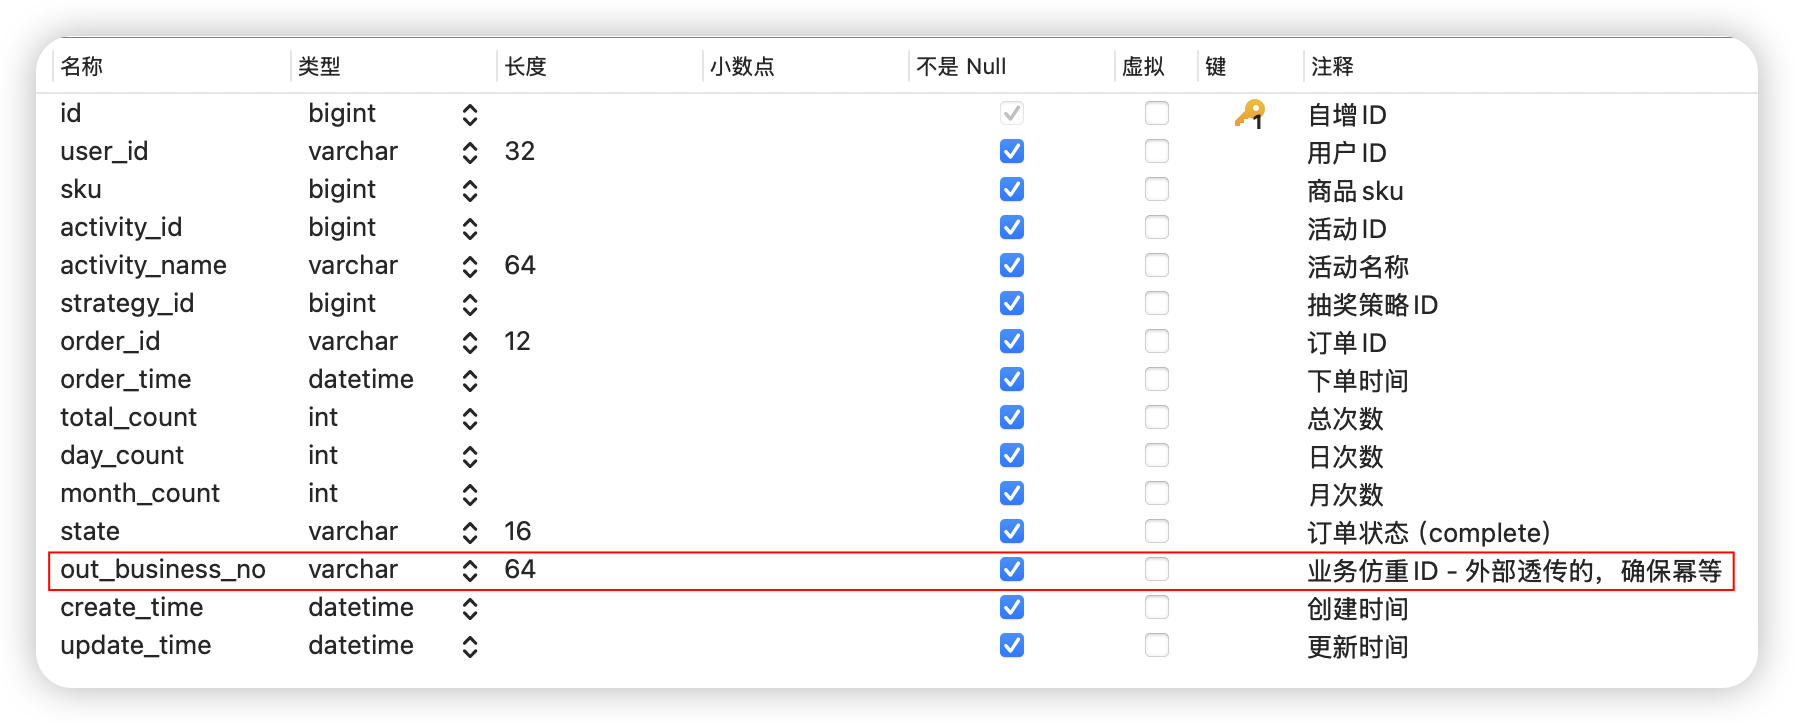 名称 类型 长度 小数点 不是 Null 虚拟 键 注释
id bigint 1 自增ID
user_id varchar 32 用户ID
sku bigint 商品sku
activity_id bigint 活动ID
activity_name varchar 64 活动名称
strategy_id bigint 抽奖策略ID
order_id varchar 12 订单ID
order_time datetime 下单时间
total_count int 总次数
day_count int 日次数
month_count int 月次数
state varchar 16 订单状态（complete）
out_business_no varchar 64 业务仿重ID - 外部透传的，确保幂等
create_time datetime 创建时间
update_time datetime 更新时间